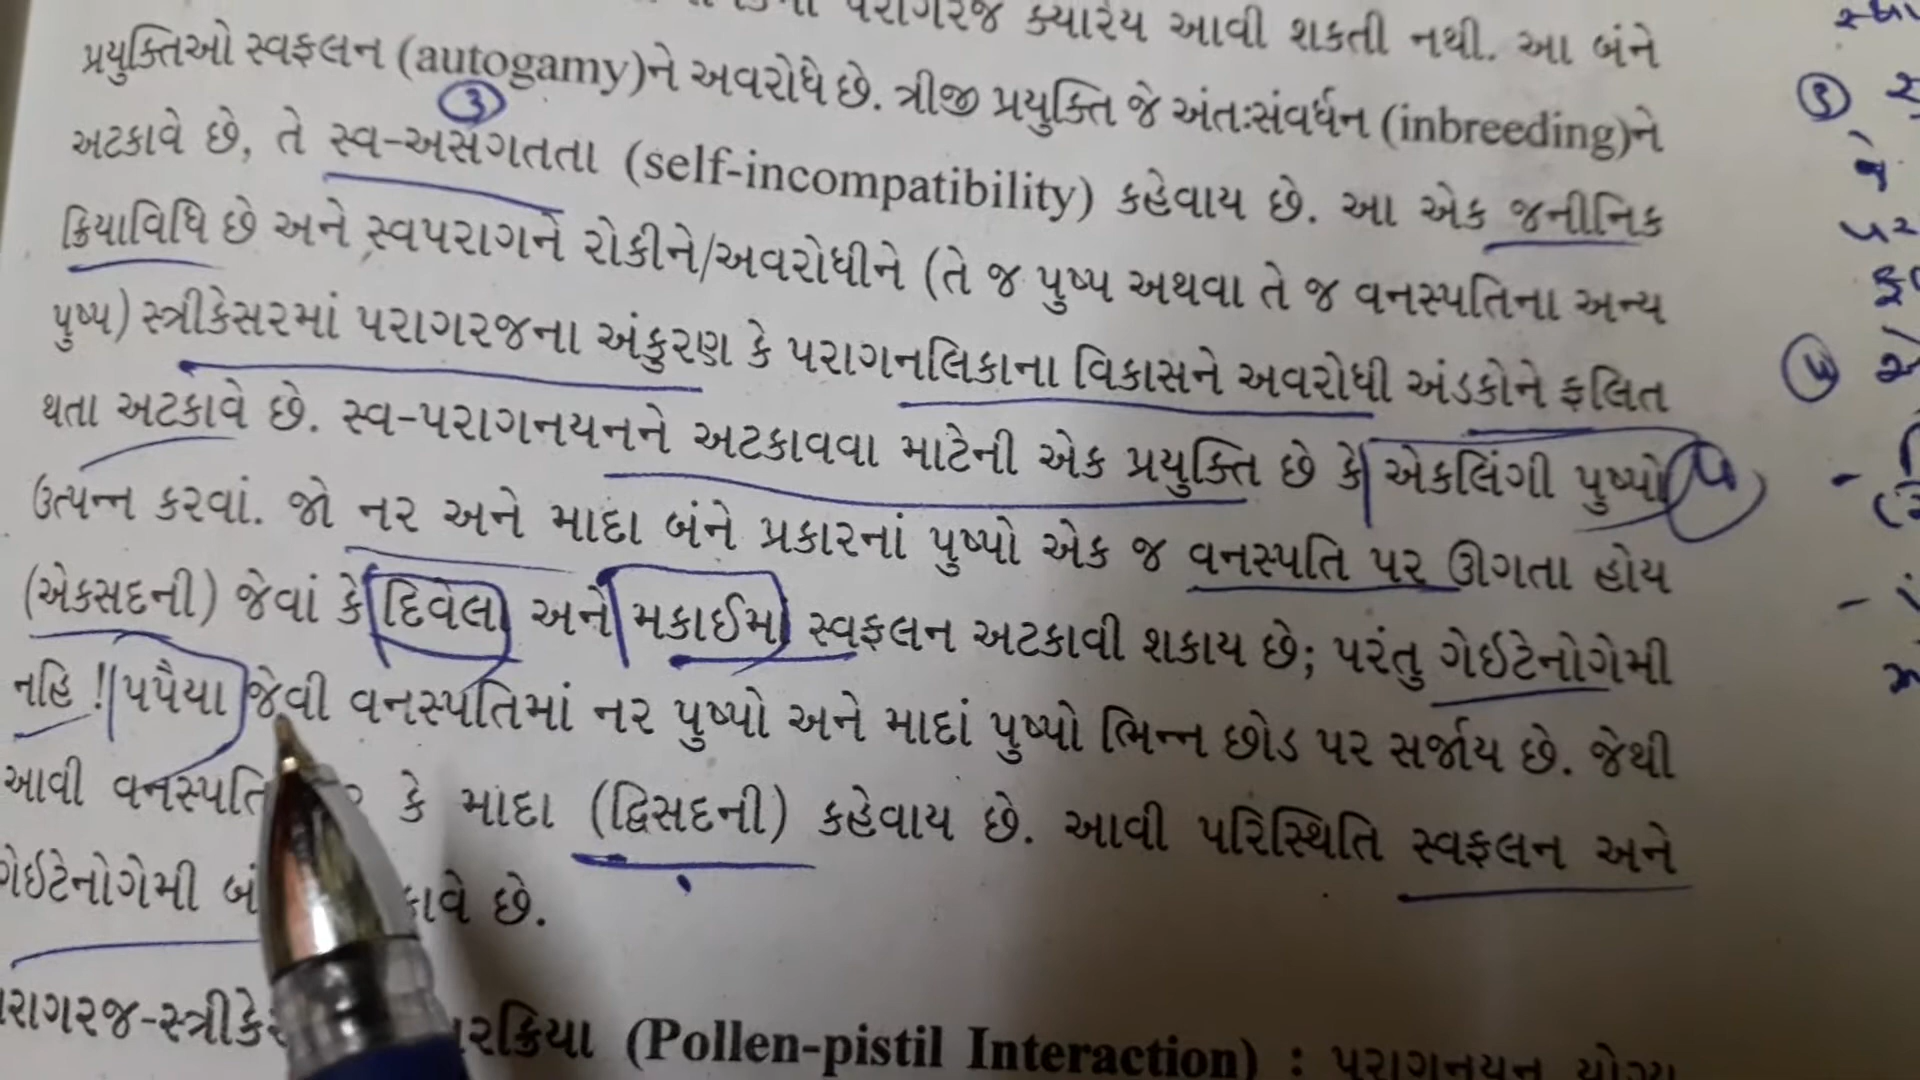 પરાગરજ ક્યારેય આવી શકતી નથી. આ બંને
પ્રયુક્તિઓ સ્વફલન (autogamy)ને અવરોધે છે. ત્રીજી પ્રયુક્તિ જે અંતઃસંવર્ધન (inbreeding)ને
3
અટકાવે છે, તે સ્વ-અસંગતતા (self-incompatibility) કહેવાય છે. આ એક જનીનિક
ક્રિયાવિધિ છે અને સ્વપરાગને રોકીને/અવરોધીને (તે જ પુષ્પ અથવા તે જ વનસ્પતિના અન્ય
પુષ્પ) સ્ત્રીકેસરમાં પરાગરજના અંકુરણ કે પરાગનલિકાના વિકાસને અવરોધી અંડકોને ફલિત
થતા અટકાવે છે. સ્વ-પરાગનયનને અટકાવવા માટેની એક પ્રયુક્તિ છે કે એકલિંગી પુષ્પો
ઉત્પન્ન કરવાં. જો નર અને માદા બંને પ્રકારનાં પુષ્પો એક જ વનસ્પતિ પર ઊગતા હોય
(એકસદની) જેવાં કે દિવેલ અને મકાઈમ સ્વફલન અટકાવી શકાય છે; પરંતુ ગેઈટેનોગેમી
નહિ ! પપૈયા જેવી વનસ્પતિમાં નર પુષ્પો અને માદાં પુષ્પો ભિન્ન છોડ પર સર્જાય છે. જેથી
આવી વનસ્પતિ કે માદા (દ્વિસદની) કહેવાય છે. આવી પરિસ્થિતિ સ્વફલન અને
ગેઈટેનોગેમી છે.
(Pollen-pistil Interaction) : પરાગનયન યોગ્ય